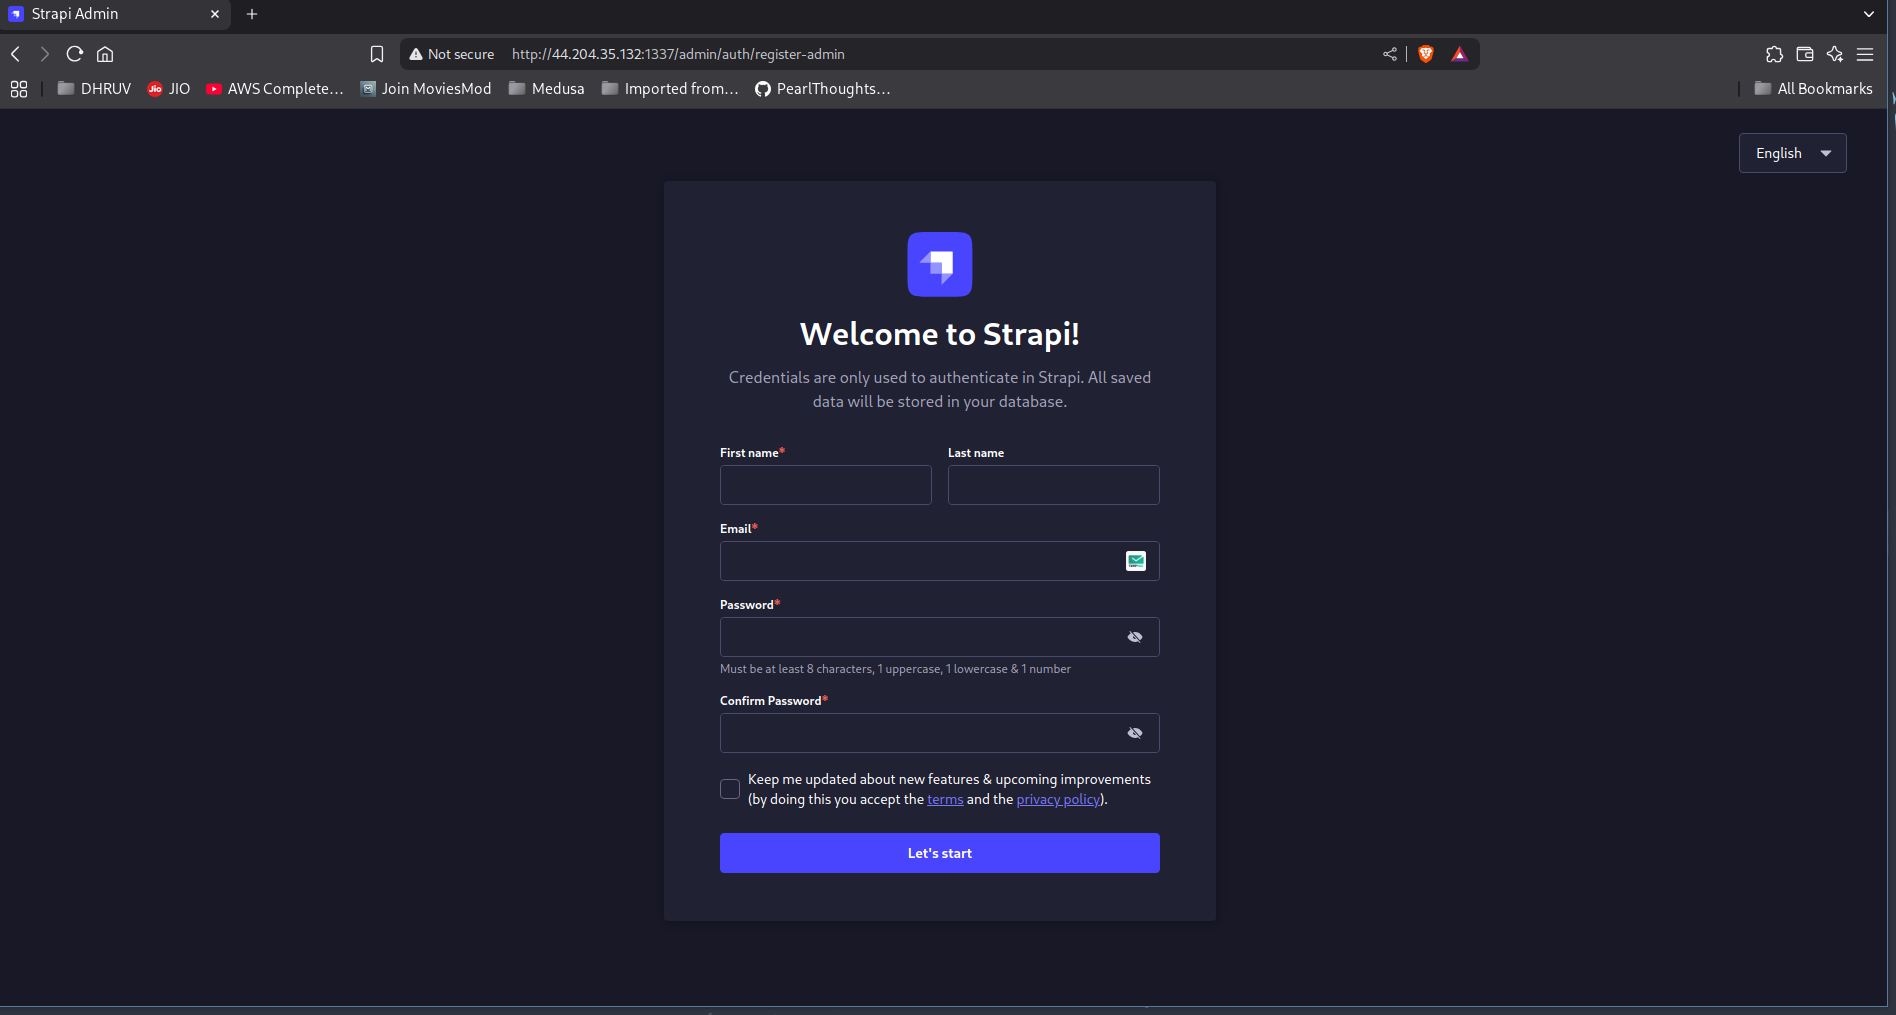 Strapi Admin
Not secure http://44.204.35.132:1337/admin/auth/register-admin
DHRUV JIO AWS Complete... Join MoviesMod Medusa Imported from... PearlThoughts... All Bookmarks
English
Welcome to Strapi!
Credentials are only used to authenticate in Strapi. All saved
data will be stored in your database.
First name* Last name
Email*
Password*
Must be at least 8 characters, 1 uppercase, 1 lowercase & 1 number
Confirm Password*
Keep me updated about new features & upcoming improvements
(by doing this you accept the terms and the privacy policy).
Let's start